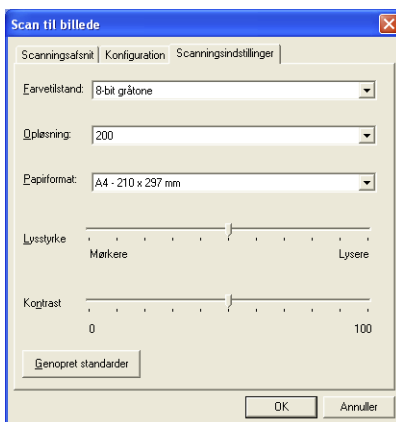 Scan til billede
Scanningsafsnit Konfiguration Scanningsindstillinger
Farvetilstand: 8-bit gråtone
Opløsning: 200
Papirformat: A4 - 210 x 297 mm
Lysstyrke
Mørkere Lysere
Kontrast
0 100
Genopret standarder
OK Annuller